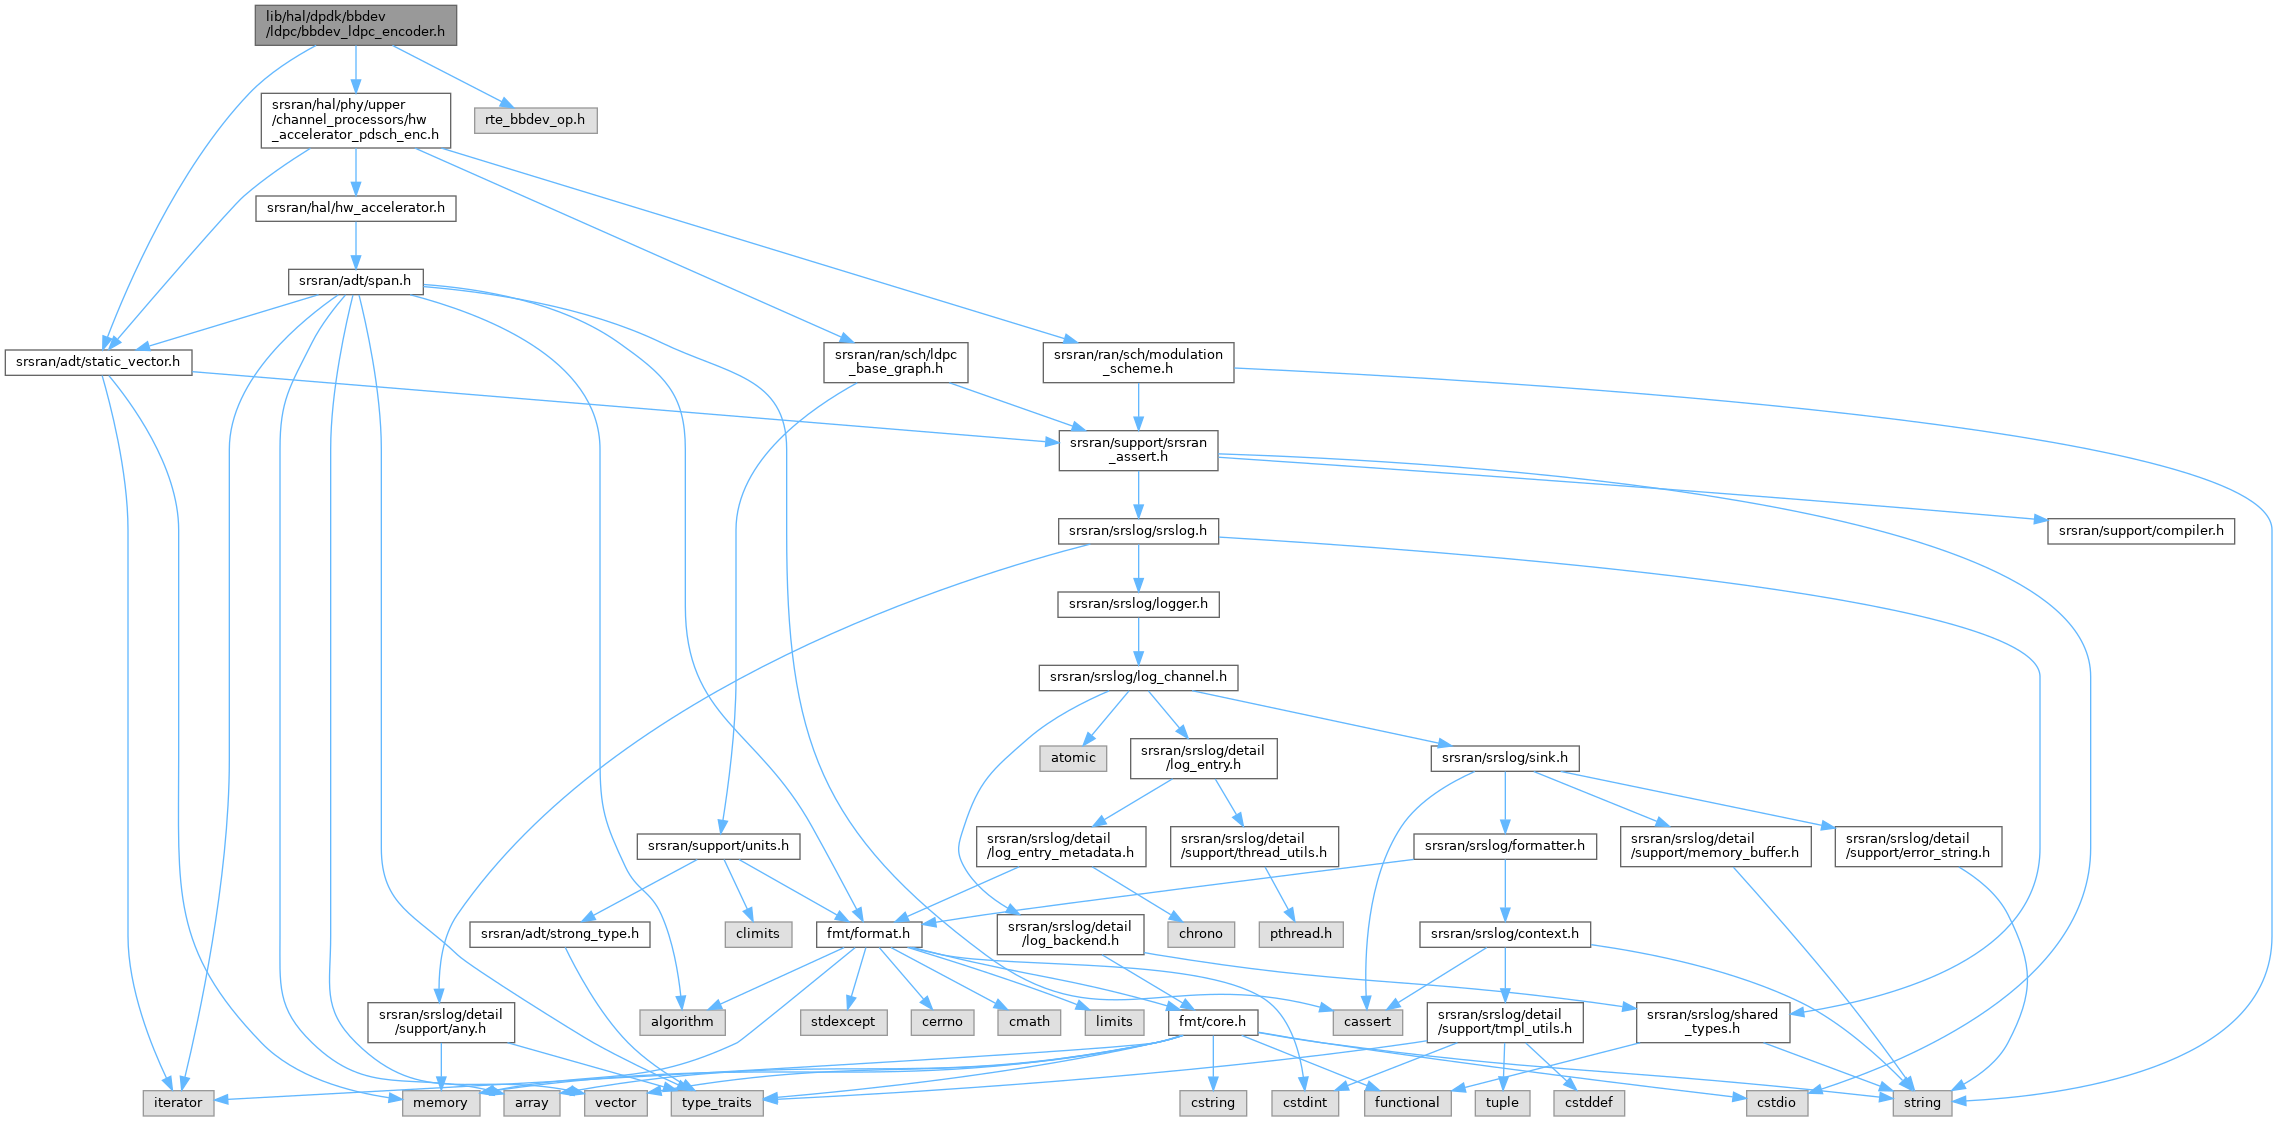 lib/hal/dpdk/bbdev
/ldpc/bbdev_ldpc_encoder.h
srsran/hal/phy/upper
/channel_processors/hw
_accelerator_pdsch_enc.h
rte_bbdev_op.h
srsran/hal/hw_accelerator.h
srsran/adt/span.h
srsran/adt/static_vector.h
srsran/ran/sch/ldpc
_base_graph.h
srsran/ran/sch/modulation
_scheme.h
srsran/support/srsran
_assert.h
srsran/srslog/srslog.h
srsran/support/compiler.h
srsran/srslog/logger.h
srsran/srslog/log_channel.h
atomic
srsran/srslog/detail
/log_entry.h
srsran/srslog/sink.h
srsran/support/units.h
srsran/srslog/detail
/log_entry_metadata.h
srsran/srslog/detail
/support/thread_utils.h
srsran/srslog/formatter.h
srsran/srslog/detail
/support/memory_buffer.h
srsran/srslog/detail
/support/error_string.h
srsran/adt/strong_type.h
climits
fmt/format.h
srsran/srslog/detail
/log_backend.h
chrono
pthread.h
srsran/srslog/context.h
srsran/srslog/detail
/support/any.h
algorithm
stdexcept
cerrno
cmath
limits
fmt/core.h
cassert
srsran/srslog/detail
/support/tmpl_utils.h
srsran/srslog/shared
_types.h
iterator
memory
array
vector
type_traits
cstring
cstdint
functional
tuple
cstddef
cstdio
string